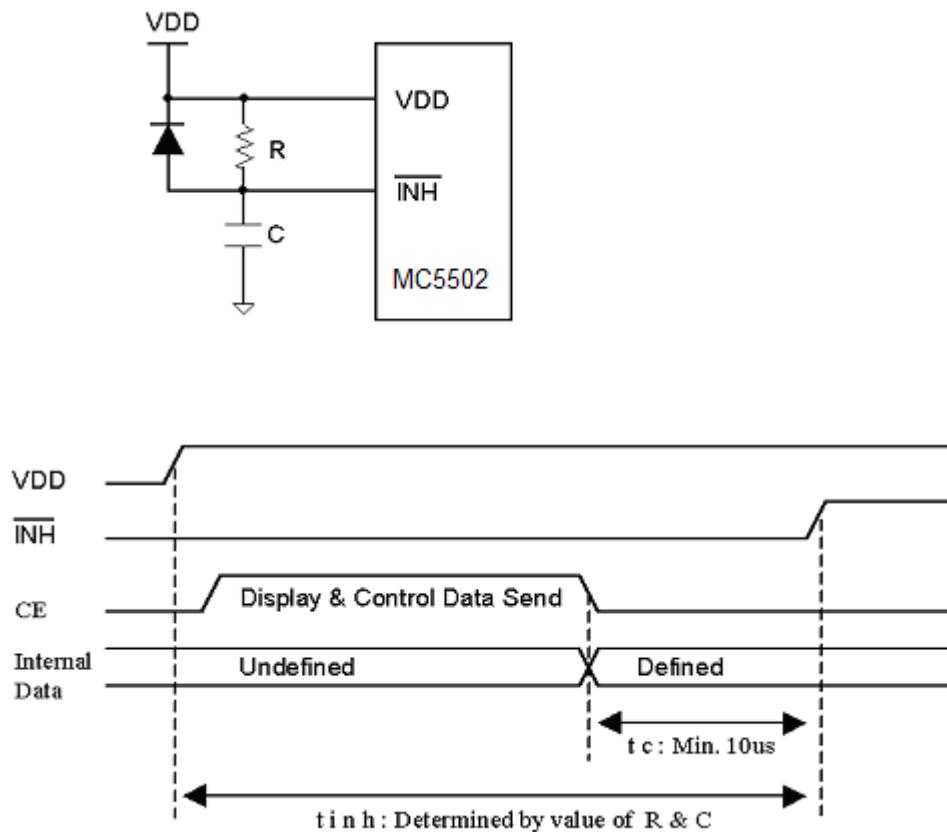 VDD
VDD
R
INH
C
MC5502
VDD
INH
CE
Display & Control Data Send
Internal
Data
Undefined
Defined
t c : Min. 10us
t i n h : Determined by value of R & C